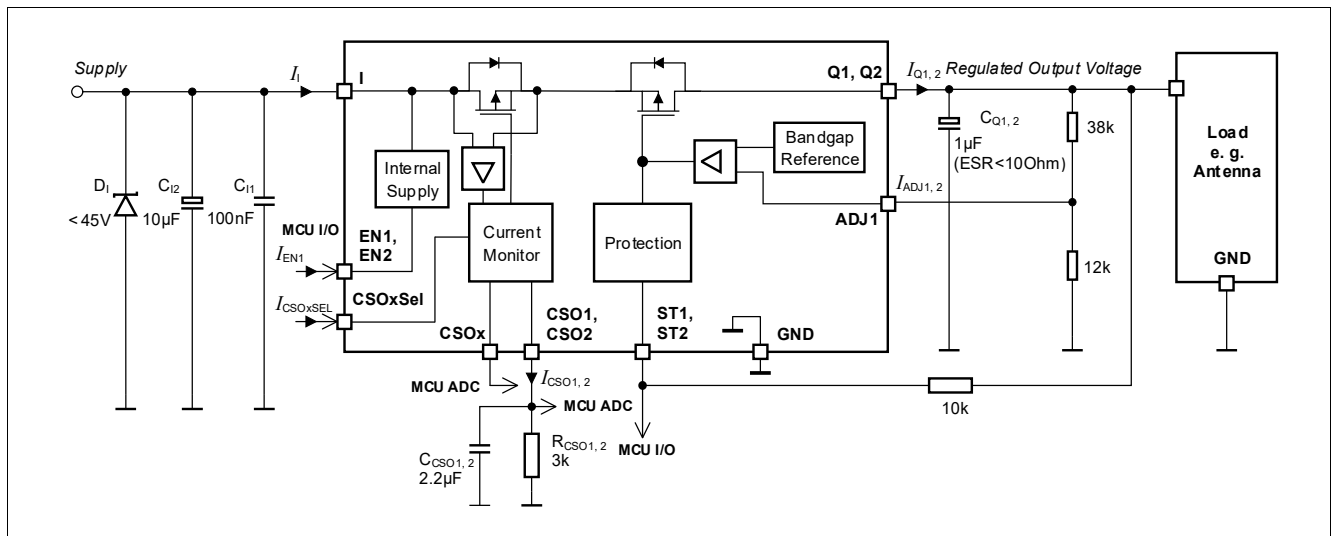 Supply
I_I
I
Q1, Q2
I_Q1, 2
Regulated Output Voltage
D_I
< 45V
C_I2
10µF
C_I1
100nF
Internal
Supply
Bandgap
Reference
C_Q1, 2
1µF
(ESR<10Ohm)
38k
Load
e. g.
Antenna
I_ADJ1, 2
ADJ1
MCU I/O
EN1,
EN2
I_EN1
Current
Monitor
Protection
12k
GND
I_CSOxSEL
CSOxSel
CSOx
CSO1,
CSO2
ST1,
ST2
GND
MCU ADC
I_CSO1, 2
MCU ADC
10k
MCU I/O
C_CSO1, 2
2.2µF
R_CSO1, 2
3k